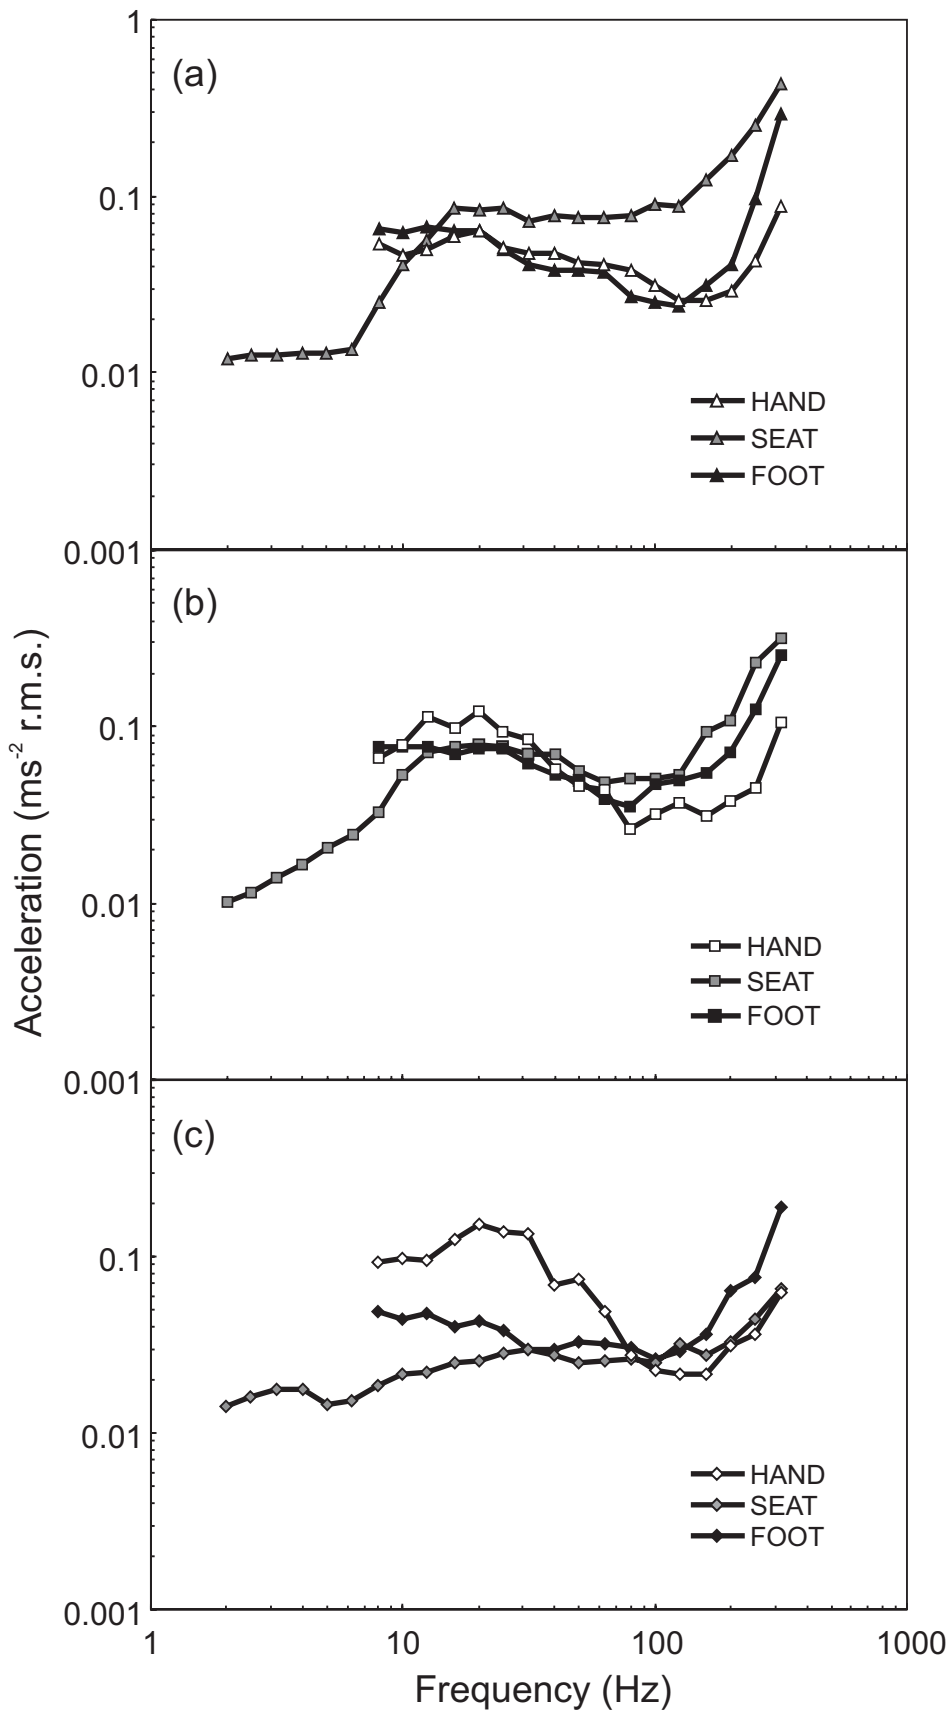 1
(a)
0.1
0.01
HAND
SEAT
FOOT
0.001
(b)
0.1
Acceleration (ms-2 r.m.s.)
0.01
HAND
SEAT
FOOT
0.001
(c)
0.1
0.01
HAND
SEAT
FOOT
0.001
1 10 100 1000
Frequency (Hz)